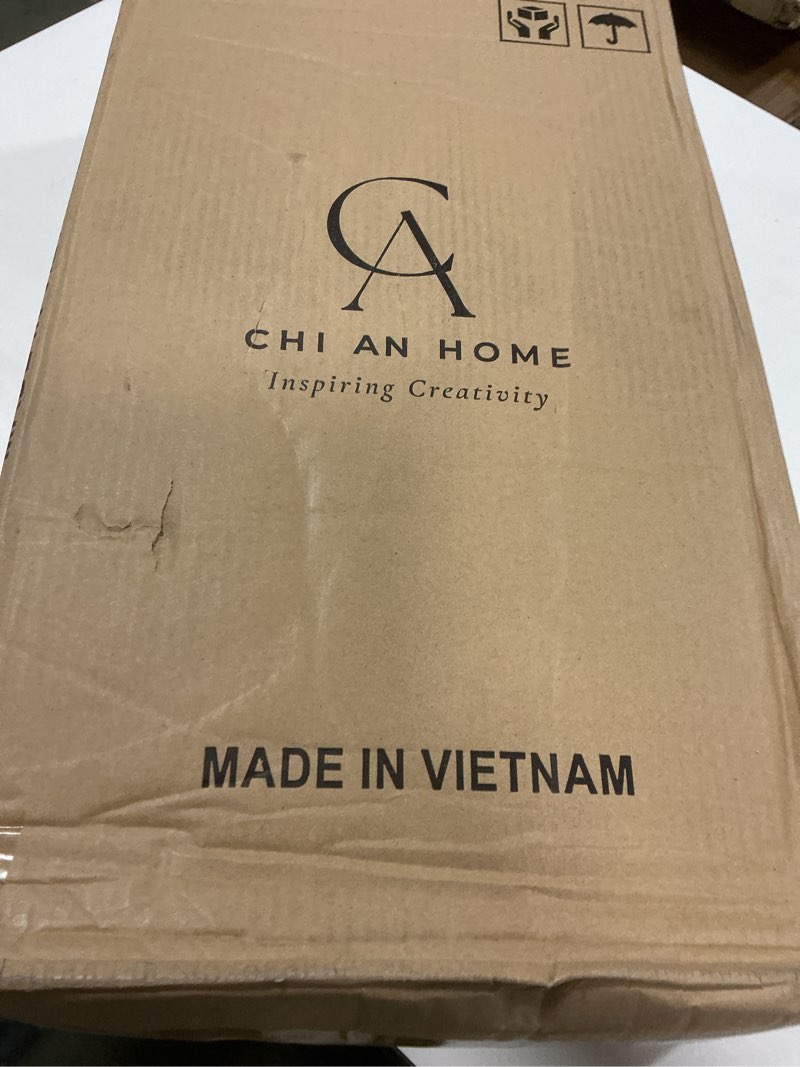 CA
CHI AN HOME
Inspiring Creativity
MADE IN VIETNAM